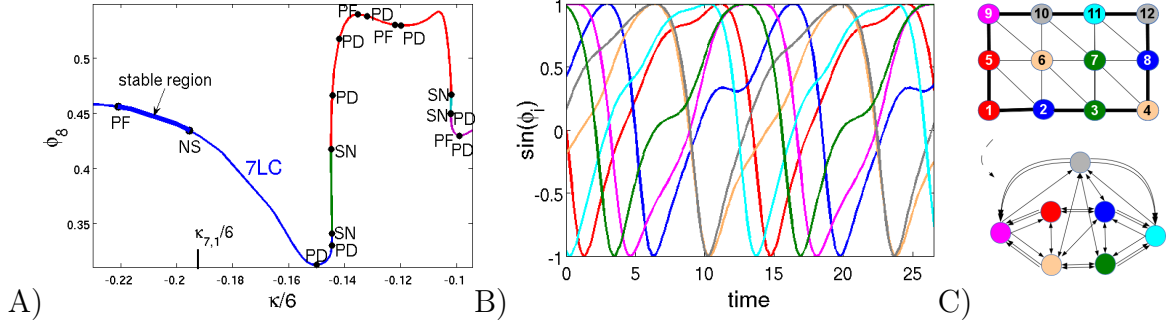 A)
φ8
0.55
0.5
0.45
0.4
0.35
-0.22
-0.2
-0.18
-0.16
-0.14
-0.12
-0.1
κ/6
κ7,1/6
stable region
PF
NS
7LC
PD
PD
SN
SN
PD
PD
PF
PD
PF
PD
SN
SN
PD
PF
PD
B)
sin(ϕi)
1
0.5
0
-0.5
-1
0
5
10
15
20
25
time
C)
9 10 11 12
5 6 7 8
1 2 3 4